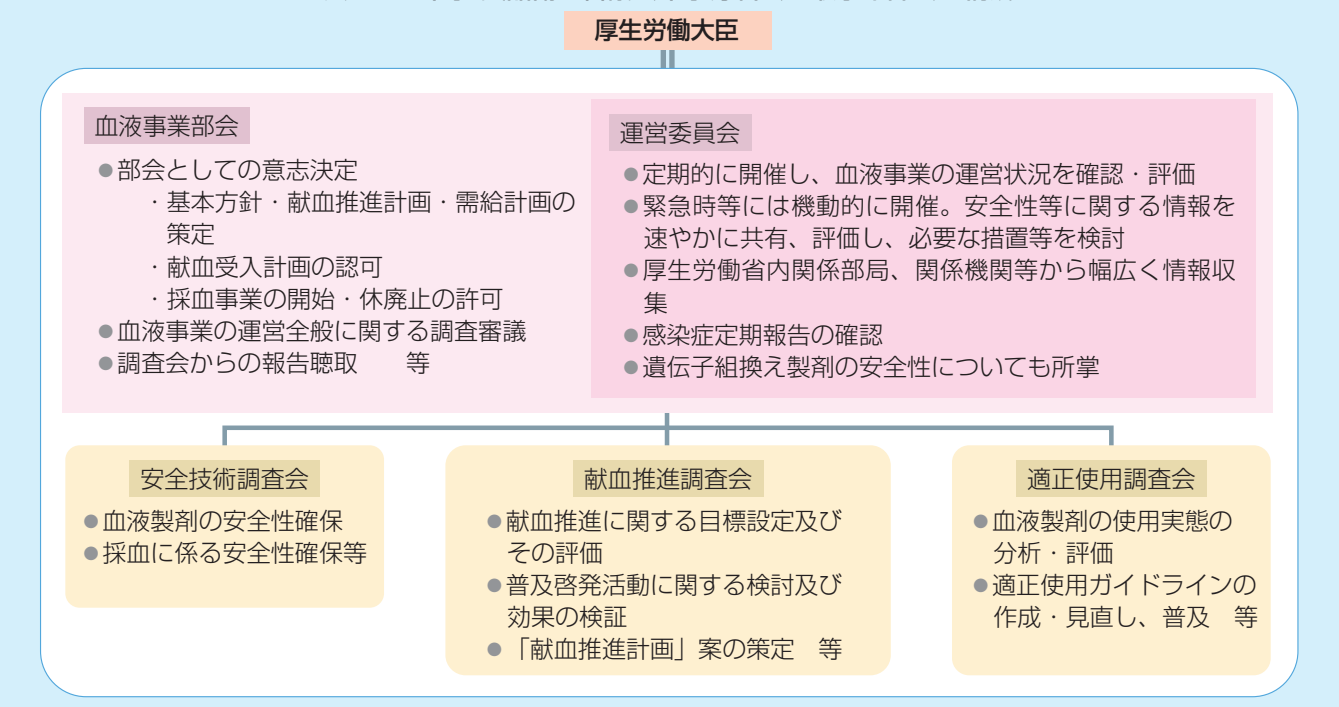 厚生労働大臣
血液事業部会
●部会としての意志決定
・基本方針・献血推進計画・需給計画の
策定
・献血受入計画の認可
・採血事業の開始・休廃止の許可
●血液事業の運営全般に関する調査審議
●調査会からの報告聴取　等
運営委員会
●定期的に開催し、血液事業の運営状況を確認・評価
●緊急時等には機動的に開催。安全性等に関する情報を
速やかに共有、評価し、必要な措置等を検討
●厚生労働省内関係部局、関係機関等から幅広く情報収
集
●感染症定期報告の確認
●遺伝子組換え製剤の安全性についても所掌
安全技術調査会
●血液製剤の安全性確保
●採血に係る安全性確保等
献血推進調査会
●献血推進に関する目標設定及び
その評価
●普及啓発活動に関する検討及び
効果の検証
●「献血推進計画」案の策定　等
適正使用調査会
●血液製剤の使用実態の
分析・評価
●適正使用ガイドラインの
作成・見直し、普及　等